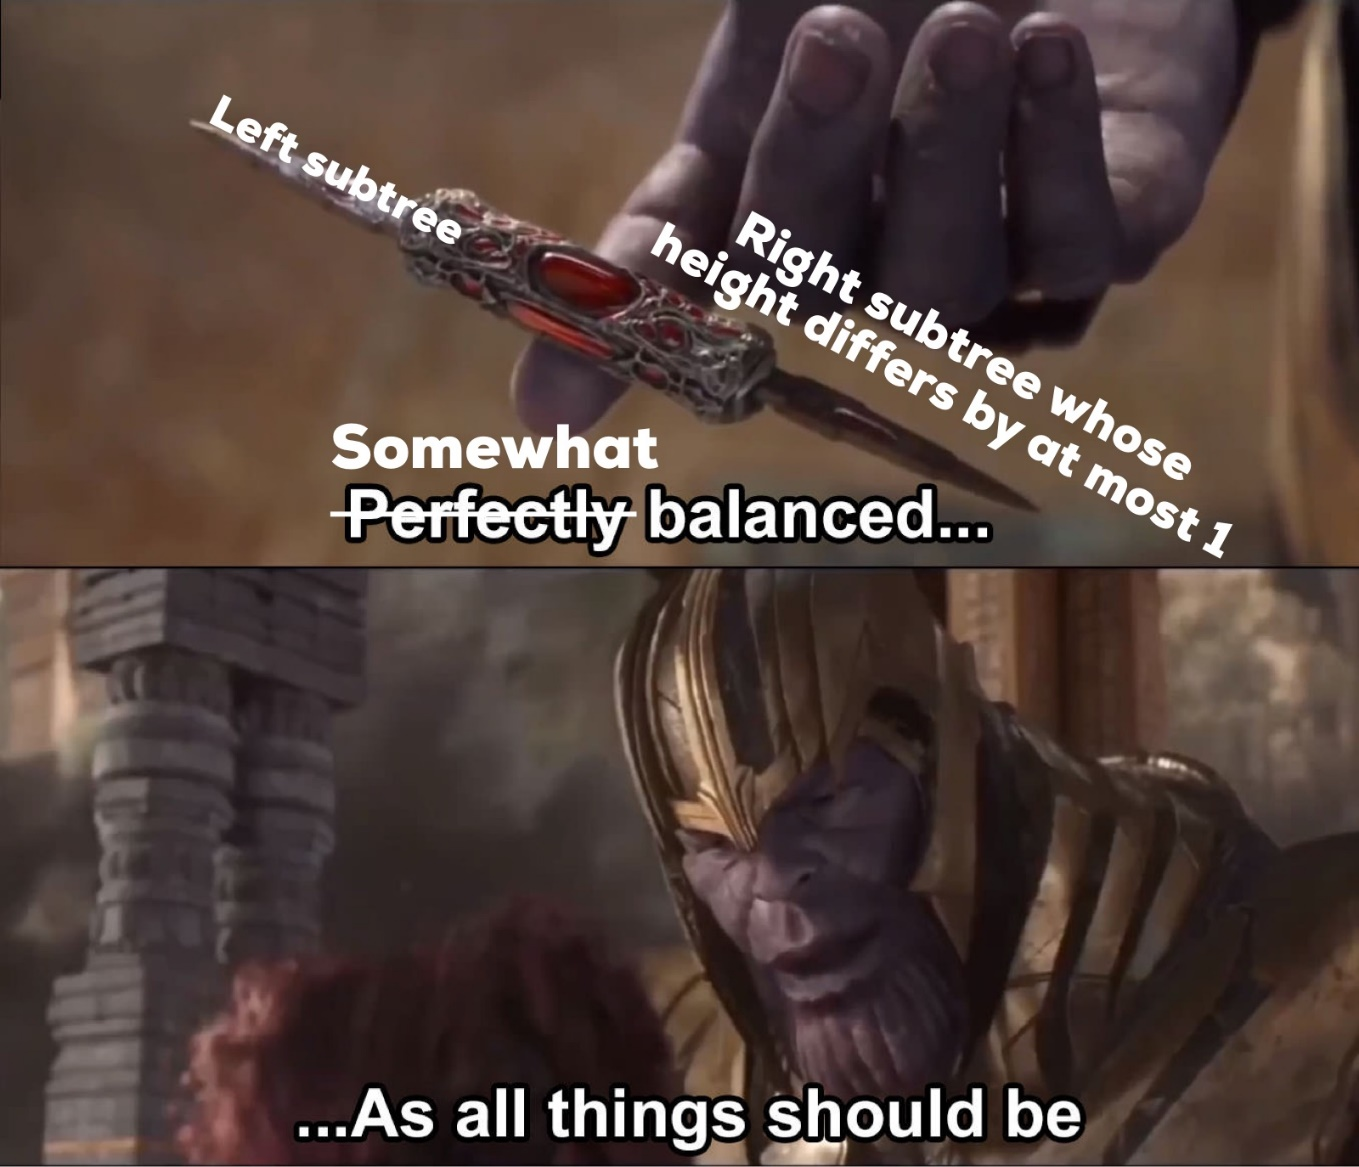 Left subtree
Right subtree whose
height differs by at most 1
Somewhat
Perfectly balanced...
...As all things should be